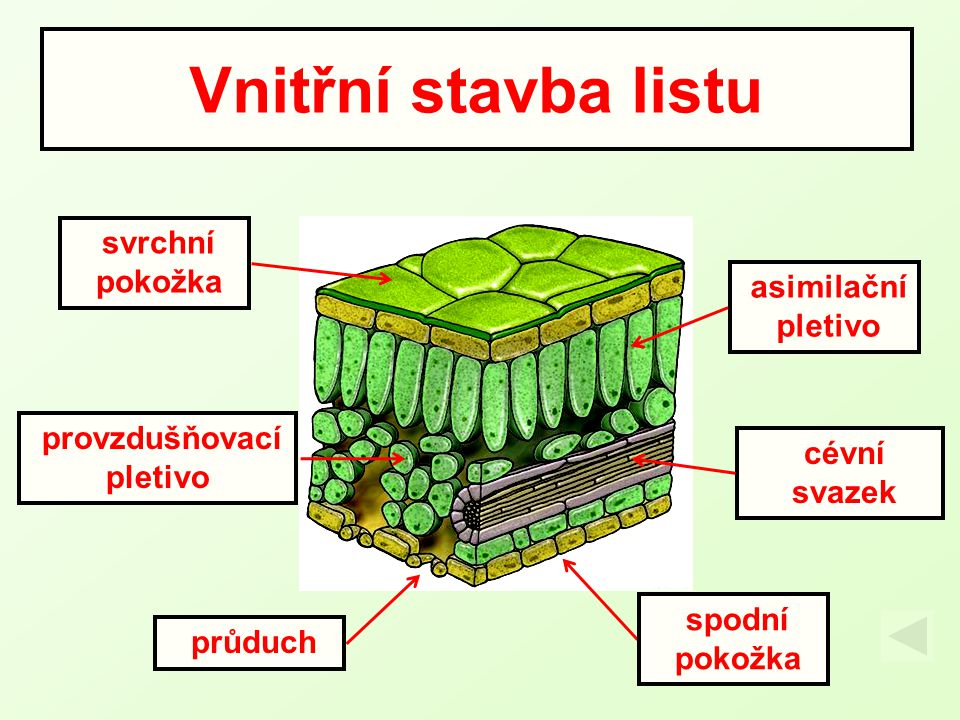 Vnitřní stavba listu
svrchní
pokožka
asimilační
pletivo
provzdušňovací
pletivo
cévní
svazek
průduch
spodní
pokožka